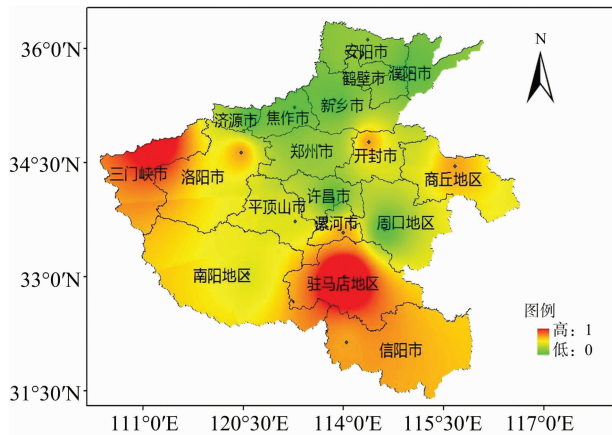 36°0′N
34°30′N
33°0′N
31°30′N
N
安阳市
鹤壁市
濮阳市
新乡市
济源市
焦作市
郑州市
开封市
三门峡市
洛阳市
商丘地区
许昌市
平顶山市
漯河市
周口地区
南阳地区
驻马店地区
信阳市
图例
高：1
低：0
111°0′E
120°30′E
114°0′E
115°30′E
117°0′E